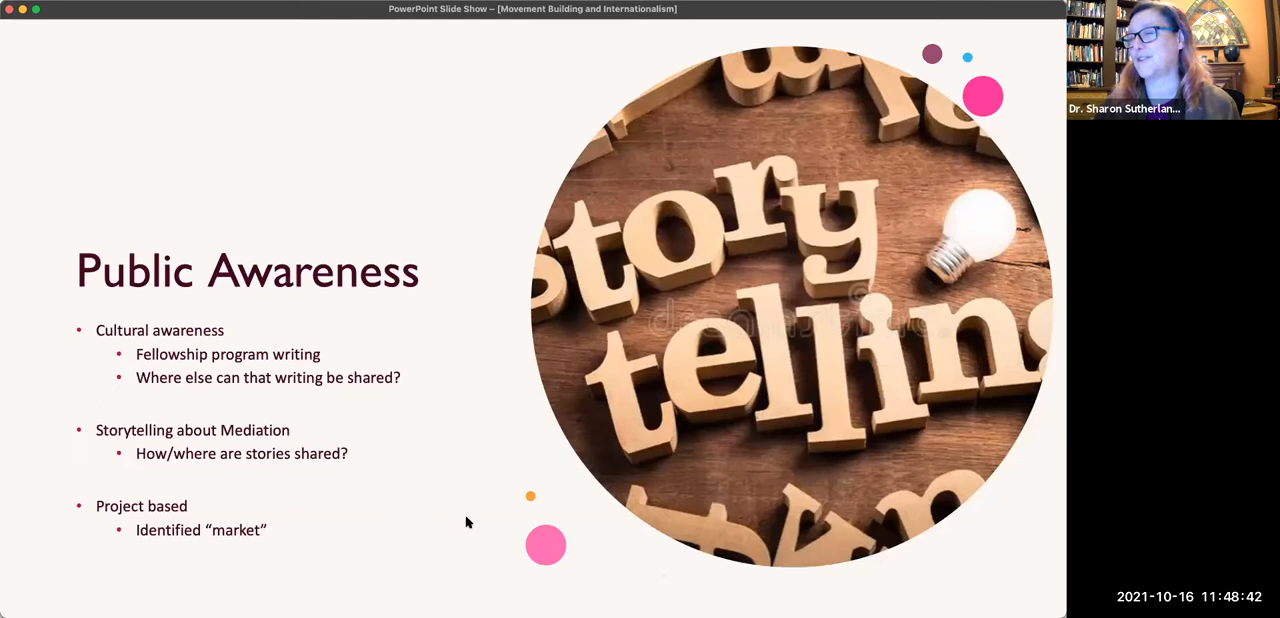 PowerPoint Slide Show – [Movement Building and Internationalism]
Dr. Sharon Sutherlan...
story
telling
Public Awareness
• Cultural awareness
• Fellowship program writing
• Where else can that writing be shared?
• Storytelling about Mediation
• How/where are stories shared?
• Project based
• Identified “market”
2021-10-16 11:48:42